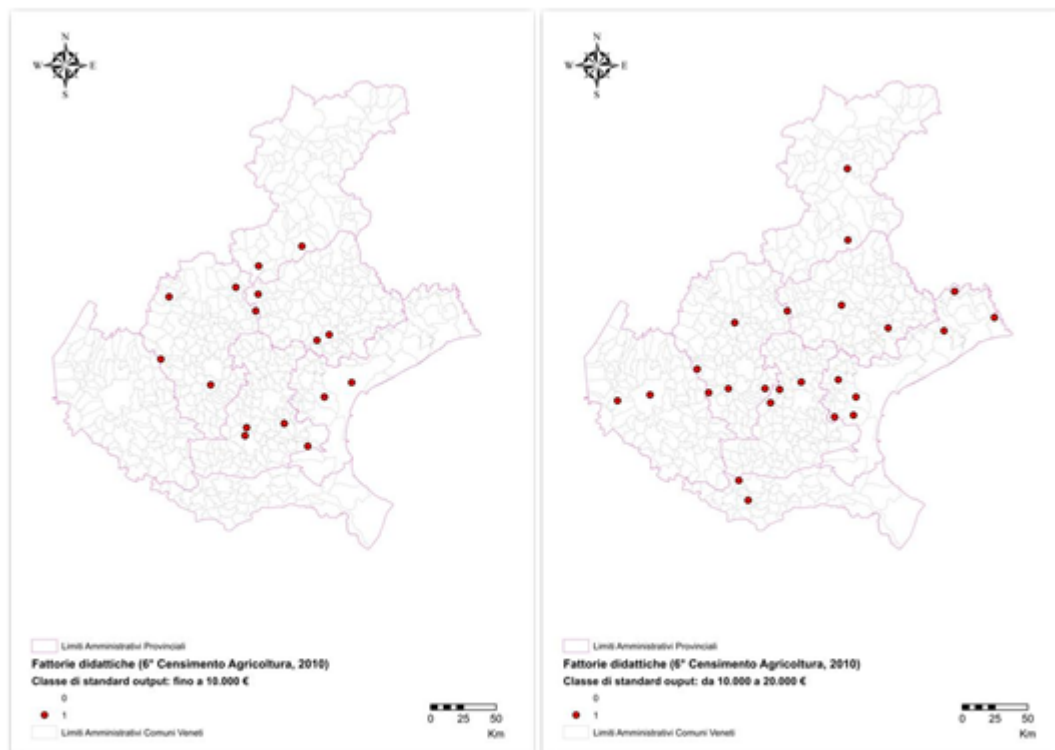 N
W E
S
Limiti Amministrativi Provinciali
Fattorie didattiche (6° Censimento Agricoltura, 2010)
Classe di standard output: fino a 10.000 €
0
1
Limiti Amministrativi Comuni Veneti
0 25 50
Km
N
W E
S
Limiti Amministrativi Provinciali
Fattorie didattiche (6° Censimento Agricoltura, 2010)
Classe di standard ouput: da 10.000 a 20.000 €
0
1
Limiti Amministrativi Comuni Veneti
0 25 50
Km